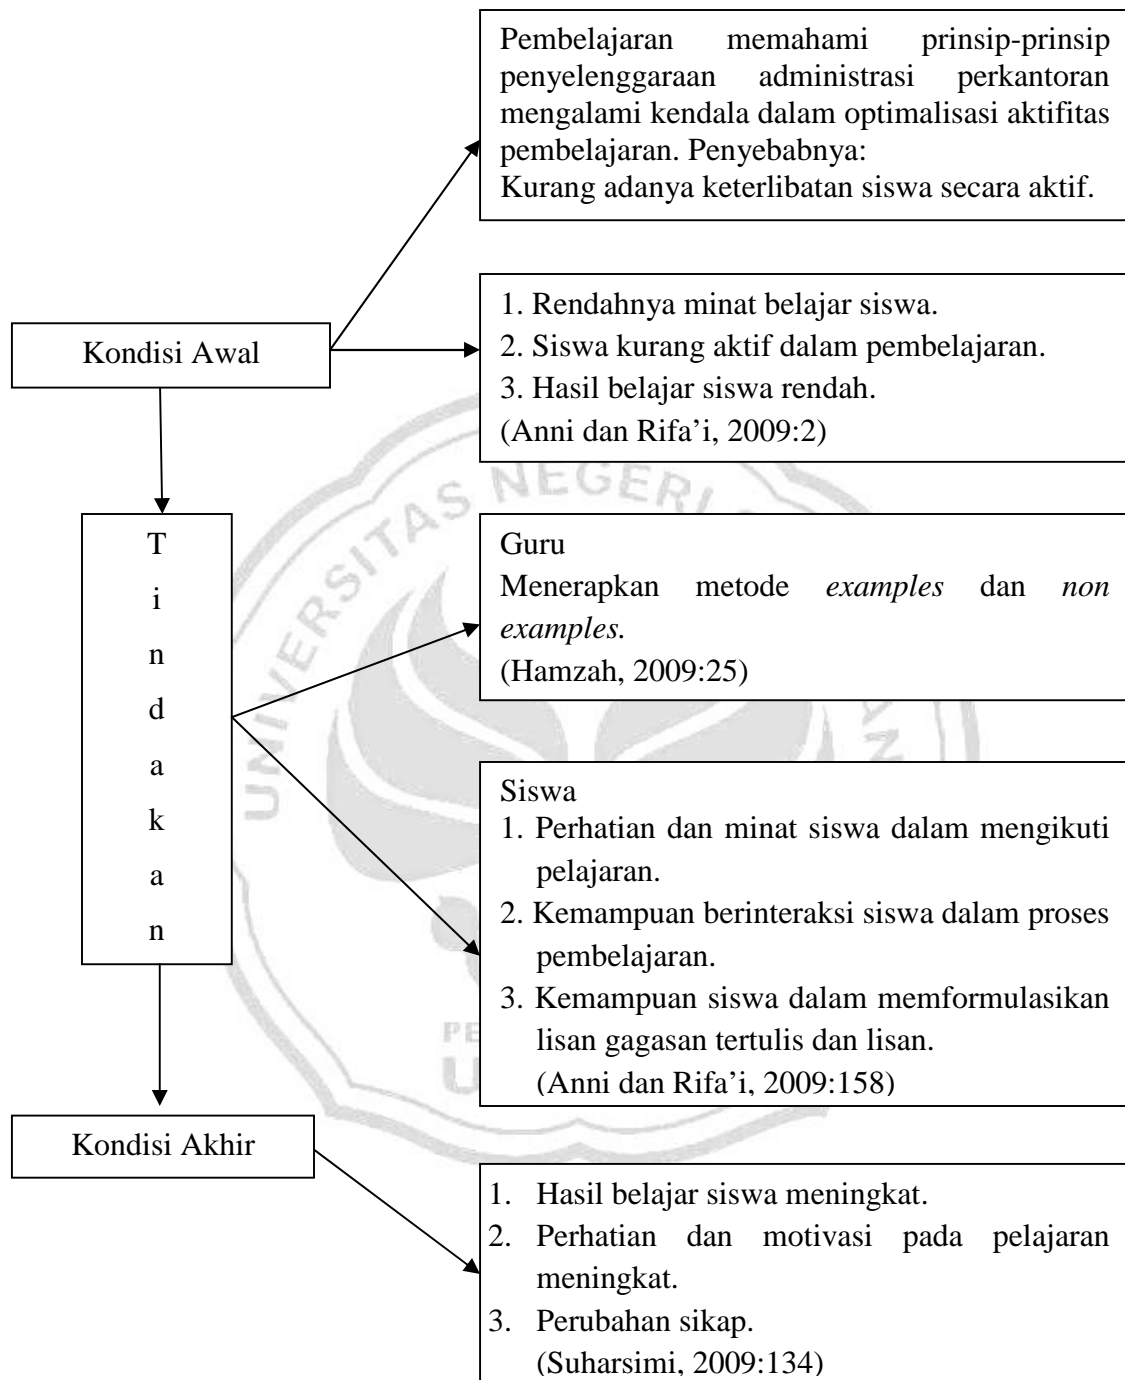 Pembelajaran memahami prinsip-prinsip
penyelenggaraan administrasi perkantoran
mengalami kendala dalam optimalisasi aktifitas
pembelajaran. Penyebabnya:
Kurang adanya keterlibatan siswa secara aktif.
Kondisi Awal
1. Rendahnya minat belajar siswa.
2. Siswa kurang aktif dalam pembelajaran.
3. Hasil belajar siswa rendah.
(Anni dan Rifa’i, 2009:2)
T
i
n
d
a
k
a
n
Guru
Menerapkan metode examples dan non
examples.
(Hamzah, 2009:25)
Siswa
1. Perhatian dan minat siswa dalam mengikuti
pelajaran.
2. Kemampuan berinteraksi siswa dalam proses
pembelajaran.
3. Kemampuan siswa dalam memformulasikan
lisan gagasan tertulis dan lisan.
(Anni dan Rifa’i, 2009:158)
Kondisi Akhir
1. Hasil belajar siswa meningkat.
2. Perhatian dan motivasi pada pelajaran
meningkat.
3. Perubahan sikap.
(Suharsimi, 2009:134)
UNIVERSITAS NEGERI